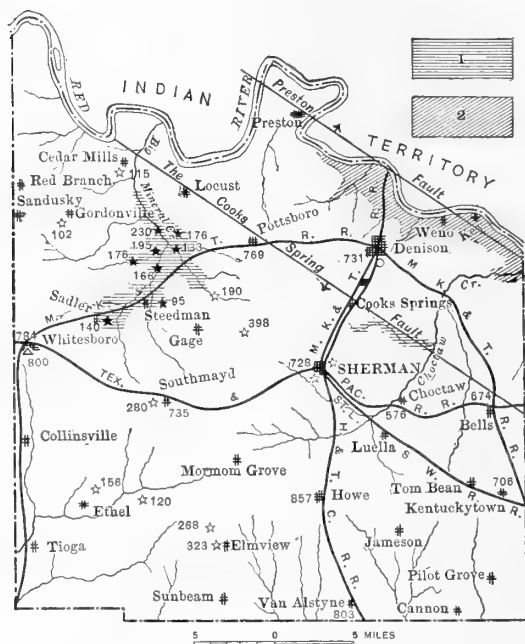 INDIAN
TERRITORY
RED
RIVER
Preston
Preston
Fault
1
2
Cedar Mills
115
Red Branch
Sandusky
Gordonville
102
Big
Mineral
The
Cooks
Spring
Fault
Locust
230
176
195
133
178
166
Pottsboro
769
T.
R.
R.
R.
R.
Weno
Denison
731
M. K. & T.
Cooks Springs
Cr.
Choctaw
190
Sadler
M. K.
Steedman
95
140
Gage
398
784
Whitesboro
800
M. K. & T.
728
SHERMAN
TEX. & PAC. R. R.
Southmayd
280
735
Choctaw
576
674
Bells
Luella
ST. L. S. W. R. R.
Collinsville
Mormom Grove
H. & T. C. R. R.
156
120
Ethel
857
Howe
Tom Bean
706
Kentuckytown
268
323
Elmview
Tioga
Jameson
Pilot Grove
Sunbeam
Van Alstyne
803
Cannon
5 0 5 MILES